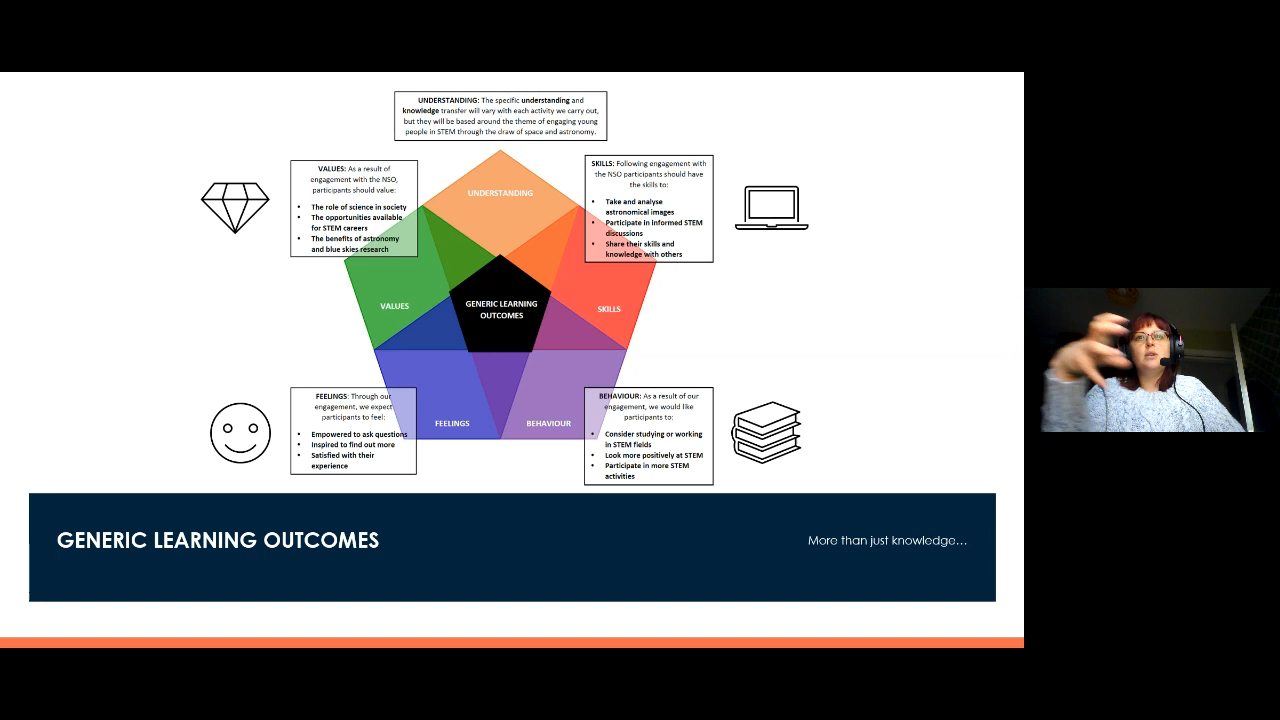 UNDERSTANDING: The specific understanding and
knowledge transfer will vary with each activity we carry out,
but they will be based around the theme of engaging young
people in STEM through the draw of space and astronomy.
VALUES: As a result of
engagement with the NSO,
participants should value:
• The role of science in society
• The opportunities available
for STEM careers
• The benefits of astronomy
and blue skies research
SKILLS: Following engagement with
the NSO participants should have
the skills to:
• Take and analyse
astronomical images
• Participate in informed STEM
discussions
• Share their skills and
knowledge with others
UNDERSTANDING
VALUES
GENERIC LEARNING
OUTCOMES
SKILLS
FEELINGS: Through our
engagement, we expect
participants to feel:
• Empowered to ask questions
• Inspired to find out more
• Satisfied with their
experience
FEELINGS
BEHAVIOUR
BEHAVIOUR: As a result of our
engagement, we would like
participants to:
• Consider studying or working
in STEM fields
• Look more positively at STEM
• Participate in more STEM
activities
GENERIC LEARNING OUTCOMES
More than just knowledge...